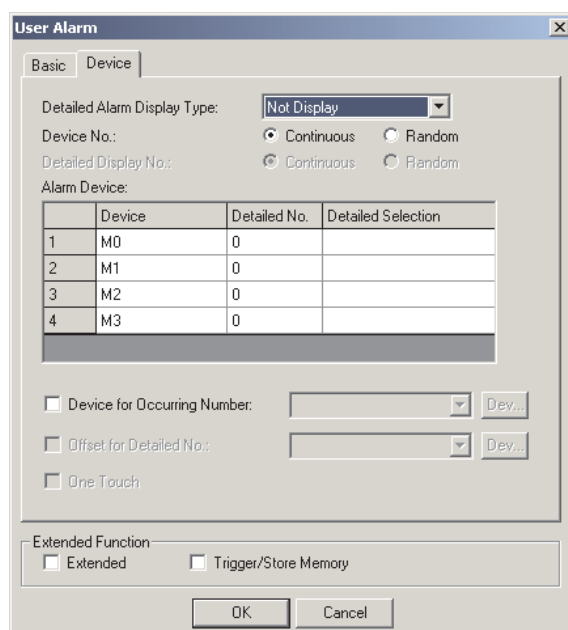 User Alarm
Basic Device
Detailed Alarm Display Type: Not Display
Device No.: Continuous Random
Detailed Display No.: Continuous Random
Alarm Device:
Device Detailed No. Detailed Selection
1 M0 0
2 M1 0
3 M2 0
4 M3 0
Device for Occurring Number: Dev...
Offset for Detailed No.: Dev...
One Touch
Extended Function
Extended Trigger/Store Memory
OK Cancel